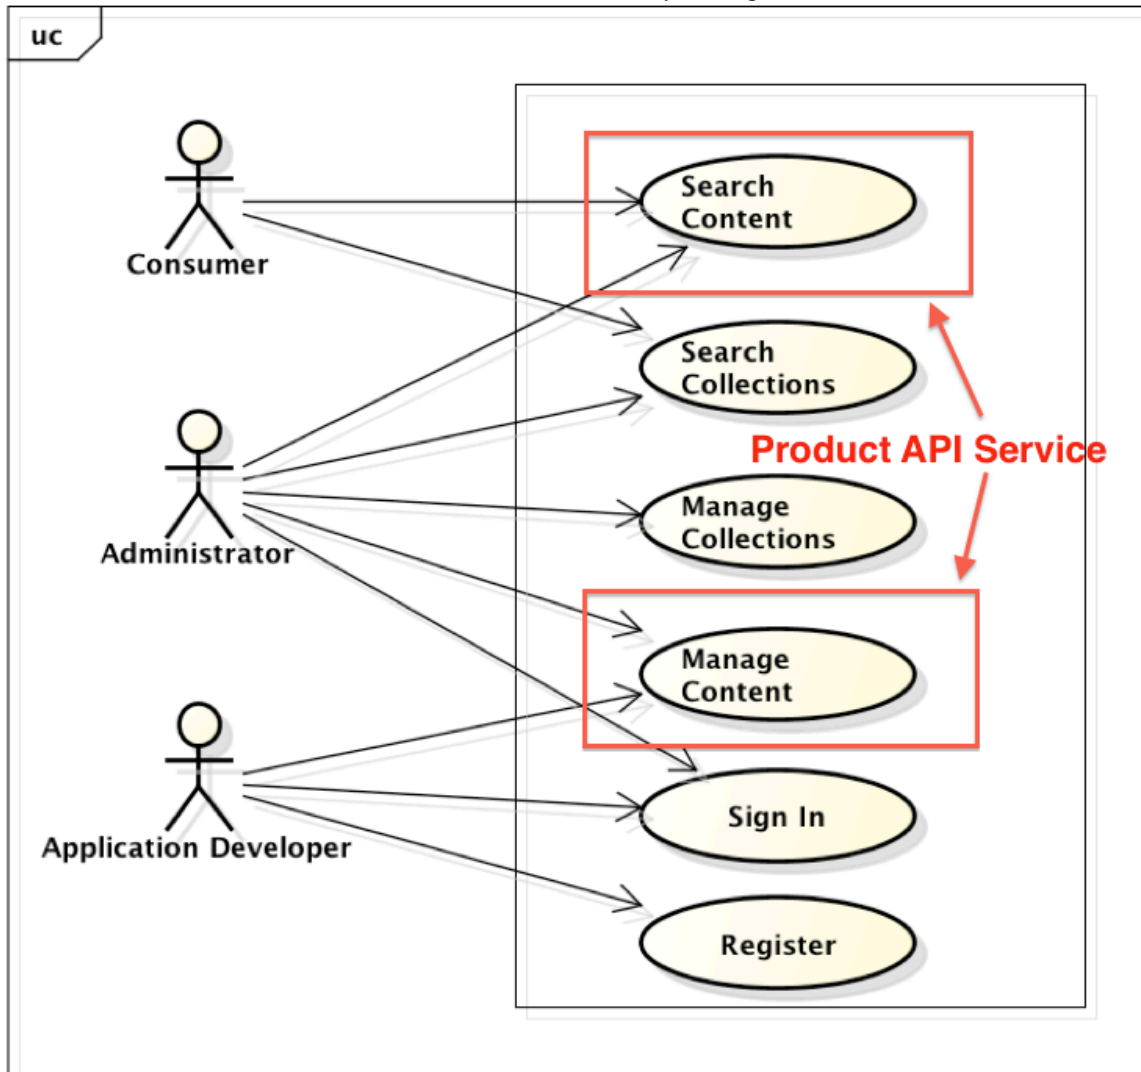 uc
Search
Content
Consumer
Search
Collections
Product API Service
Manage
Collections
Administrator
Manage
Content
Sign In
Application Developer
Register